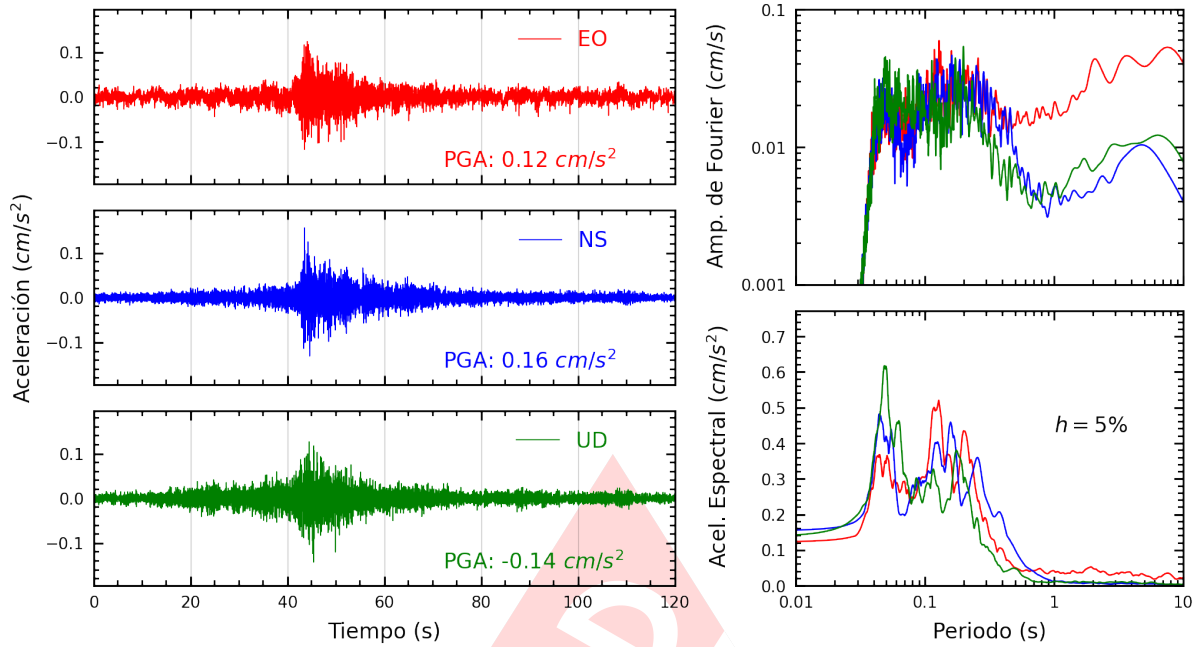 Aceleración (cm/s²)
0.1
0.0
−0.1
EO
PGA: 0.12 cm/s²
0.1
0.0
−0.1
NS
PGA: 0.16 cm/s²
0.1
0.0
−0.1
UD
PGA: -0.14 cm/s²
0 20 40 60 80 100 120
Tiempo (s)
Amp. de Fourier (cm/s)
0.1
0.01
0.001
Acel. Espectral (cm/s²)
0.7
0.6
0.5
0.4
0.3
0.2
0.1
0.0
h = 5%
0.01 0.1 1 10
Periodo (s)